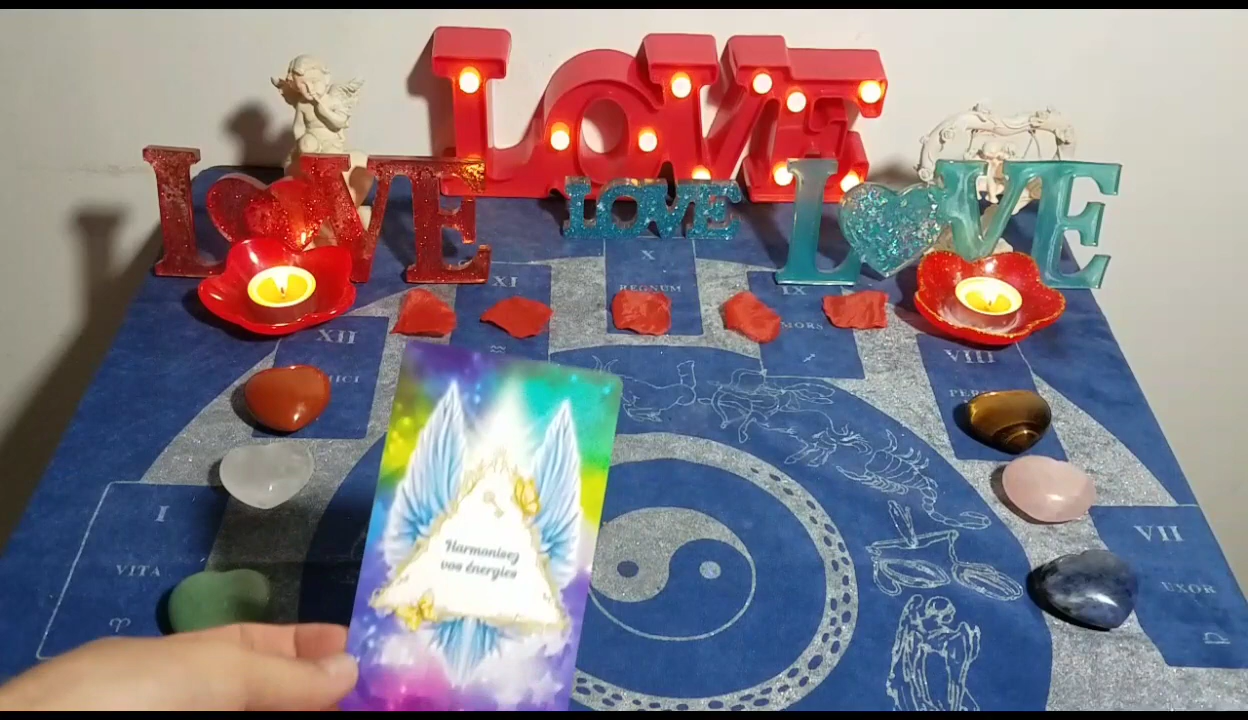 LOVE
LOVE
LOVE
LOVE
X
REGNUM
XI
IX
MORS
XII
VIII
I
VITA
VII
UXOR
Harmonisez
vos énergies